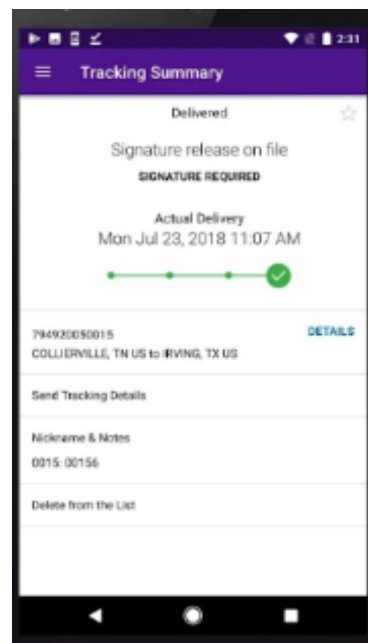 2:31
Tracking Summary
Delivered
Signature release on file
SIGNATURE REQUIRED
Actual Delivery
Mon Jul 23, 2018 11:07 AM
794920050015
DETAILS
COLLIERVILLE, TN US to IRVING, TX US
Send Tracking Details
Nickname & Notes
0015: 00156
Delete from the List